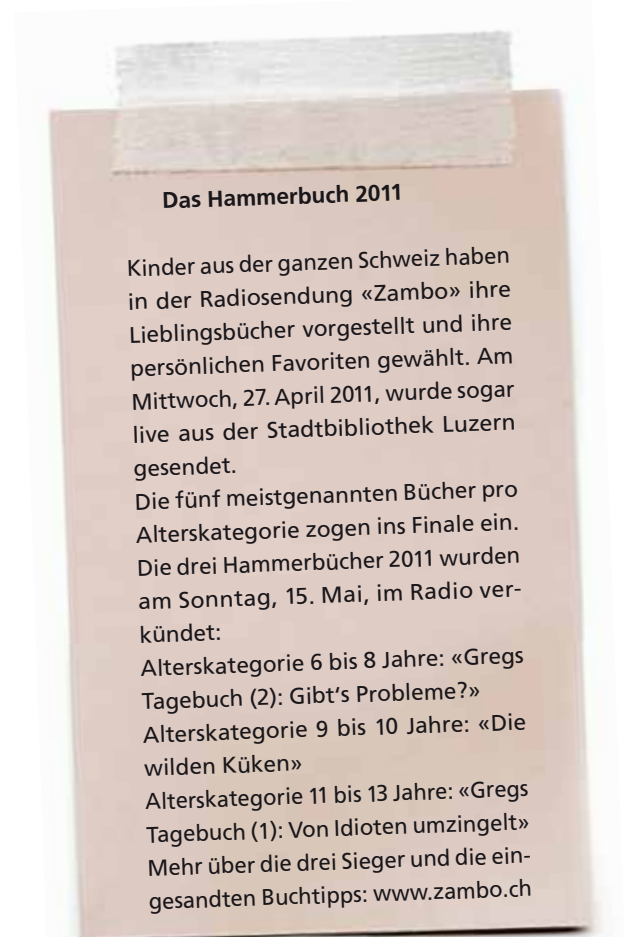 Das Hammerbuch 2011
Kinder aus der ganzen Schweiz haben
in der Radiosendung «Zambo» ihre
Lieblingsbücher vorgestellt und ihre
persönlichen Favoriten gewählt. Am
Mittwoch, 27. April 2011, wurde sogar
live aus der Stadtbibliothek Luzern
gesendet.
Die fünf meistgenannten Bücher pro
Alterskategorie zogen ins Finale ein.
Die drei Hammerbücher 2011 wurden
am Sonntag, 15. Mai, im Radio ver-
kündet:
Alterskategorie 6 bis 8 Jahre: «Gregs
Tagebuch (2): Gibt's Probleme?»
Alterskategorie 9 bis 10 Jahre: «Die
wilden Küken»
Alterskategorie 11 bis 13 Jahre: «Gregs
Tagebuch (1): Von Idioten umzingelt»
Mehr über die drei Sieger und die ein-
gesandten Buchtipps: www.zambo.ch